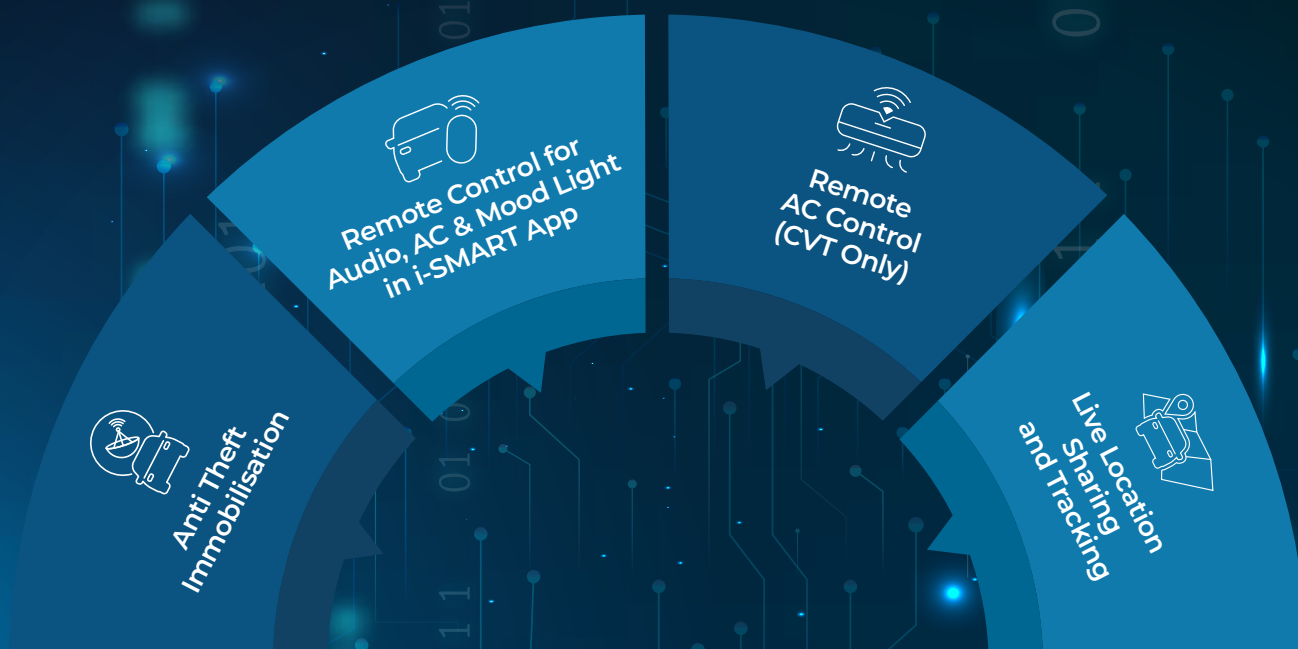 Anti Theft
Immobilisation
Remote Control for
Audio, AC & Mood Light
in i-SMART App
Remote
AC Control
(CVT Only)
Live Location
Sharing
and Tracking